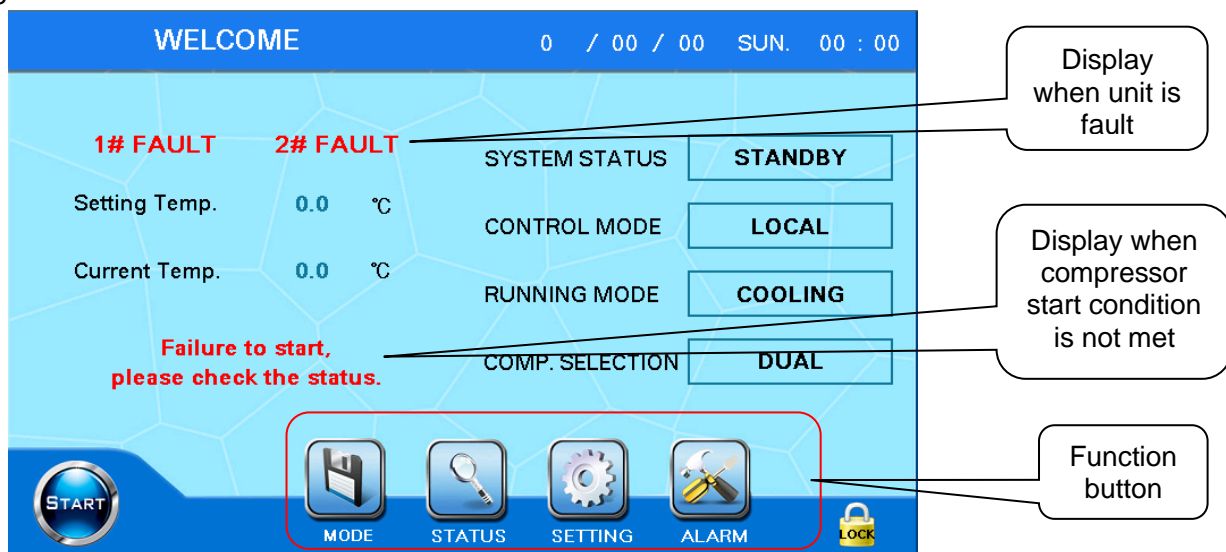 WELCOME
0 / 00 / 00 SUN. 00 : 00
1# FAULT 2# FAULT
SYSTEM STATUS STANDBY
Setting Temp. 0.0 ℃
CONTROL MODE LOCAL
Current Temp. 0.0 ℃
RUNNING MODE COOLING
Failure to start,
please check the status.
COMP. SELECTION DUAL
START
MODE STATUS SETTING ALARM
LOCK
Display
when unit is
fault
Display when
compressor
start condition
is not met
Function
button